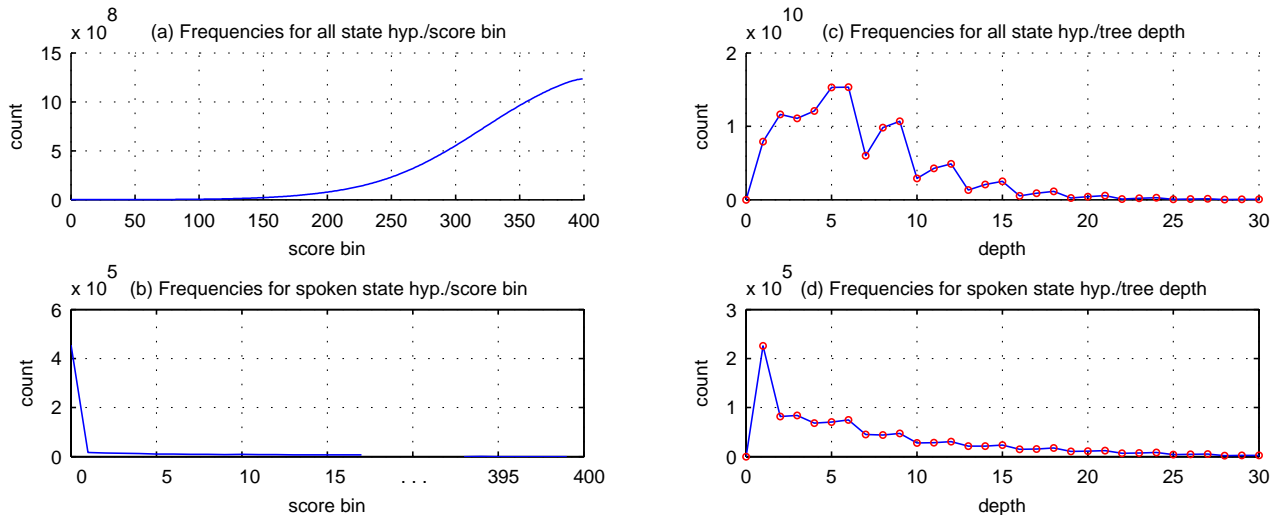 x 10^8
(a) Frequencies for all state hyp./score bin
15
10
5
0
count
0 50 100 150 200 250 300 350 400
score bin
x 10^10
(c) Frequencies for all state hyp./tree depth
2
1
0
count
0 5 10 15 20 25 30
depth
x 10^5
(b) Frequencies for spoken state hyp./score bin
6
4
2
0
count
0 5 10 15 . . . 395 400
score bin
x 10^5
(d) Frequencies for spoken state hyp./tree depth
3
2
1
0
count
0 5 10 15 20 25 30
depth